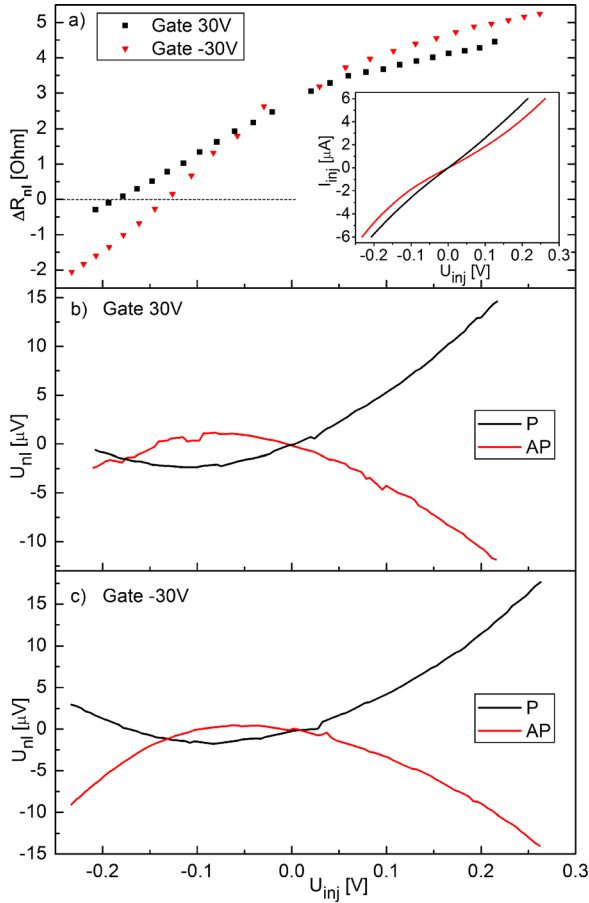 a)
Gate 30V
Gate -30V
ΔR_nl [Ohm]
5
4
3
2
1
0
-1
-2
I_inj [µA]
6
4
2
0
-2
-4
-6
-0.2 -0.1 0.0 0.1 0.2 0.3
U_inj [V]
b) Gate 30V
U_nl [µV]
15
10
5
0
-5
-10
P
AP
c) Gate -30V
U_nl [µV]
15
10
5
0
-5
-10
-15
P
AP
-0.2 -0.1 0.0 0.1 0.2 0.3
U_inj [V]